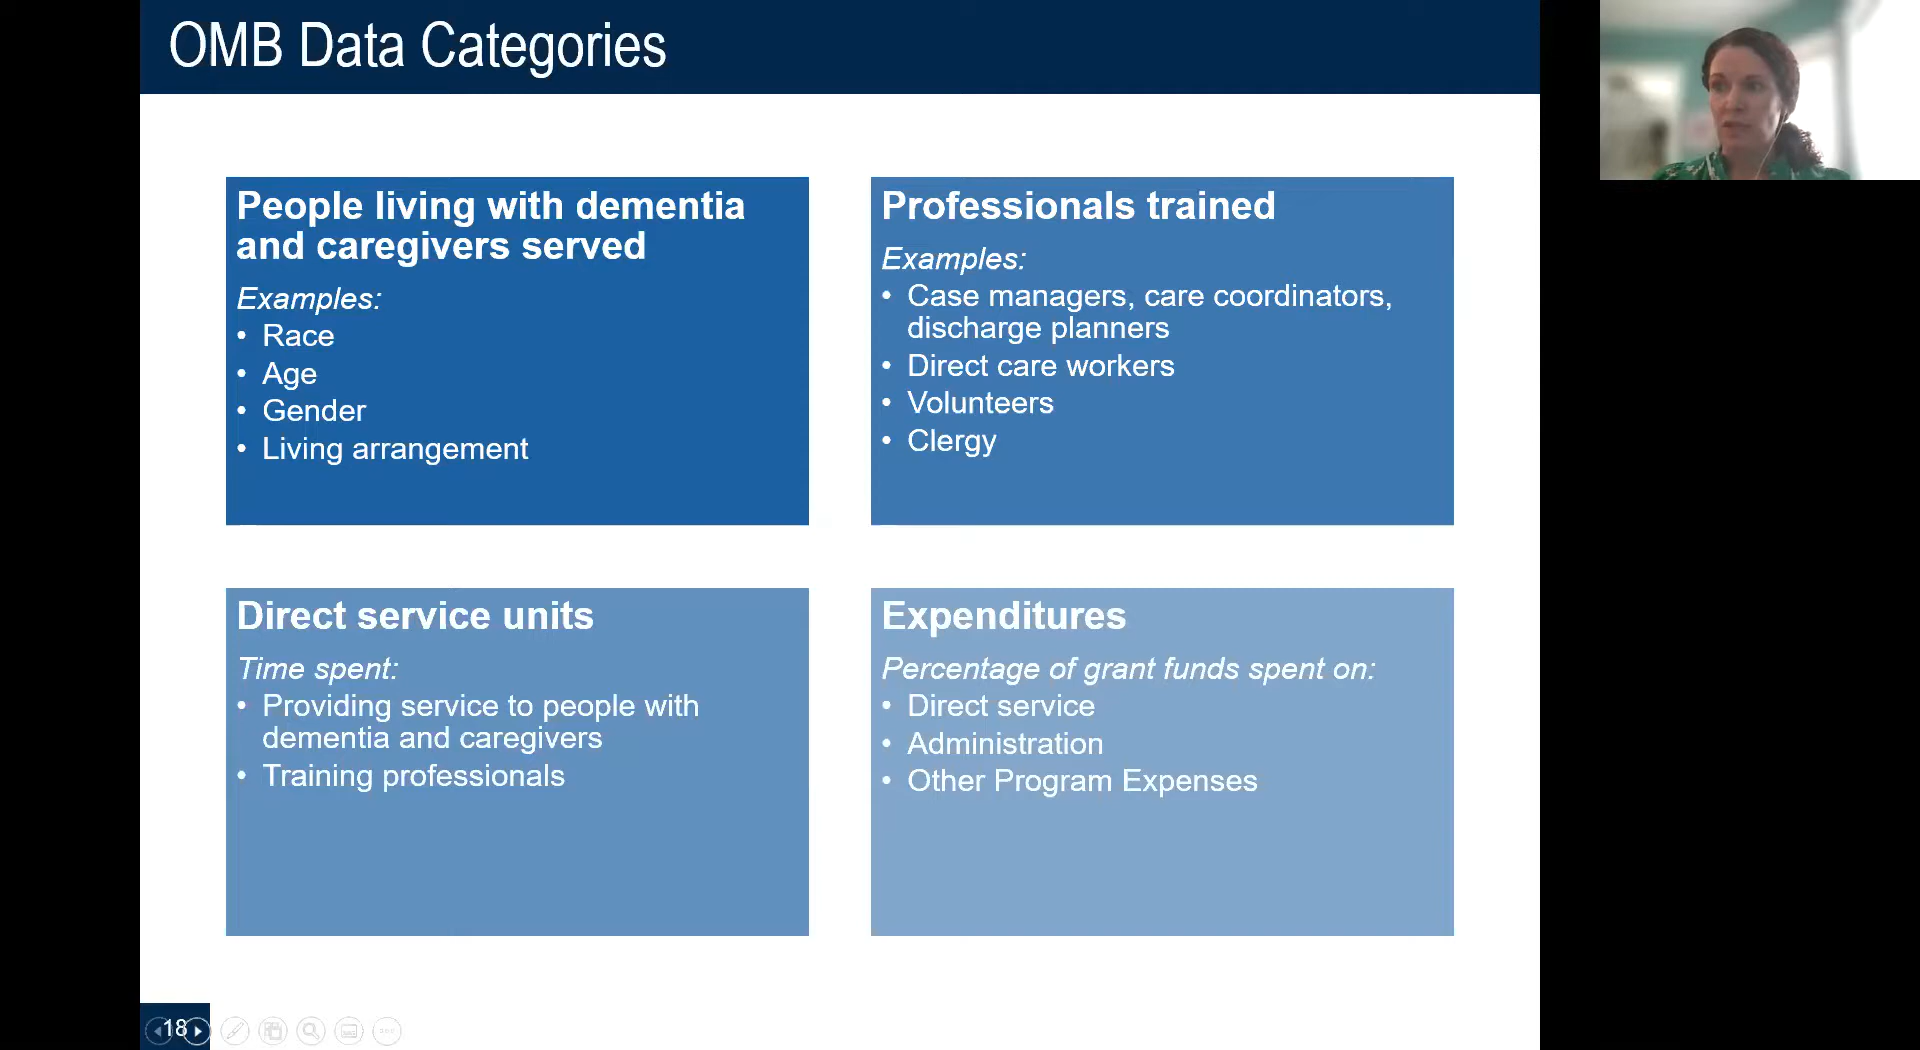 OMB Data Categories
People living with dementia
and caregivers served
Examples:
• Race
• Age
• Gender
• Living arrangement
Professionals trained
Examples:
• Case managers, care coordinators,
discharge planners
• Direct care workers
• Volunteers
• Clergy
Direct service units
Time spent:
• Providing service to people with
dementia and caregivers
• Training professionals
Expenditures
Percentage of grant funds spent on:
• Direct service
• Administration
• Other Program Expenses
18